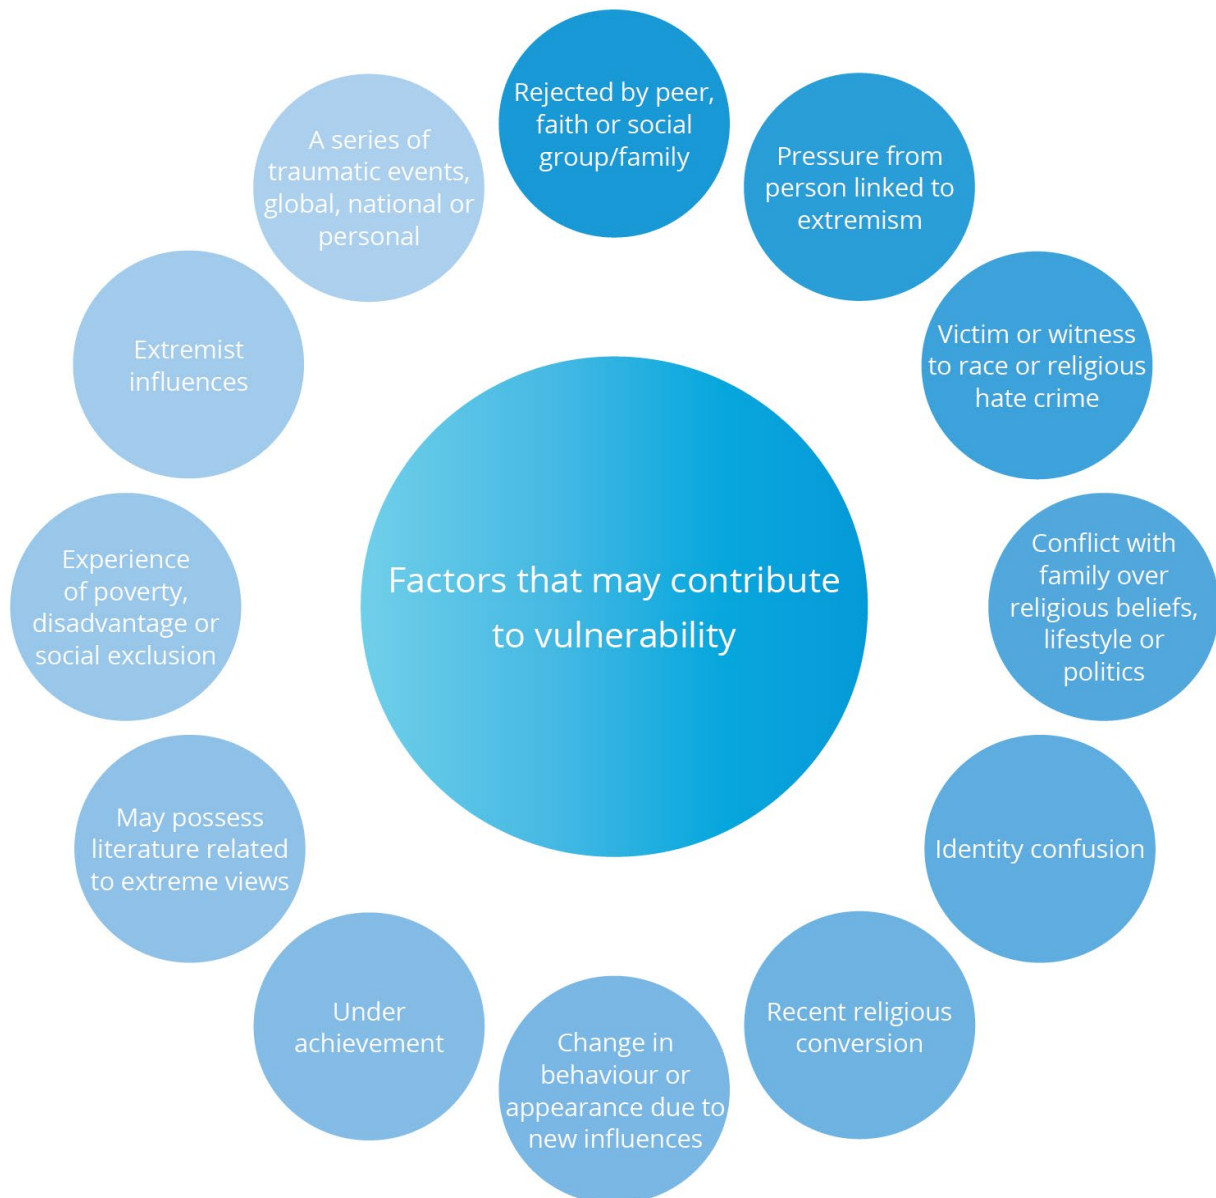 Rejected by peer,
faith or social
group/family
Pressure from
person linked to
extremism
Victim or witness
to race or religious
hate crime
Conflict with
family over
religious beliefs,
lifestyle or
politics
Identity confusion
Recent religious
conversion
Change in
behaviour or
appearance due to
new influences
Under
achievement
May possess
literature related
to extreme views
Experience
of poverty,
disadvantage or
social exclusion
Extremist
influences
A series of
traumatic events,
global, national or
personal
Factors that may contribute
to vulnerability